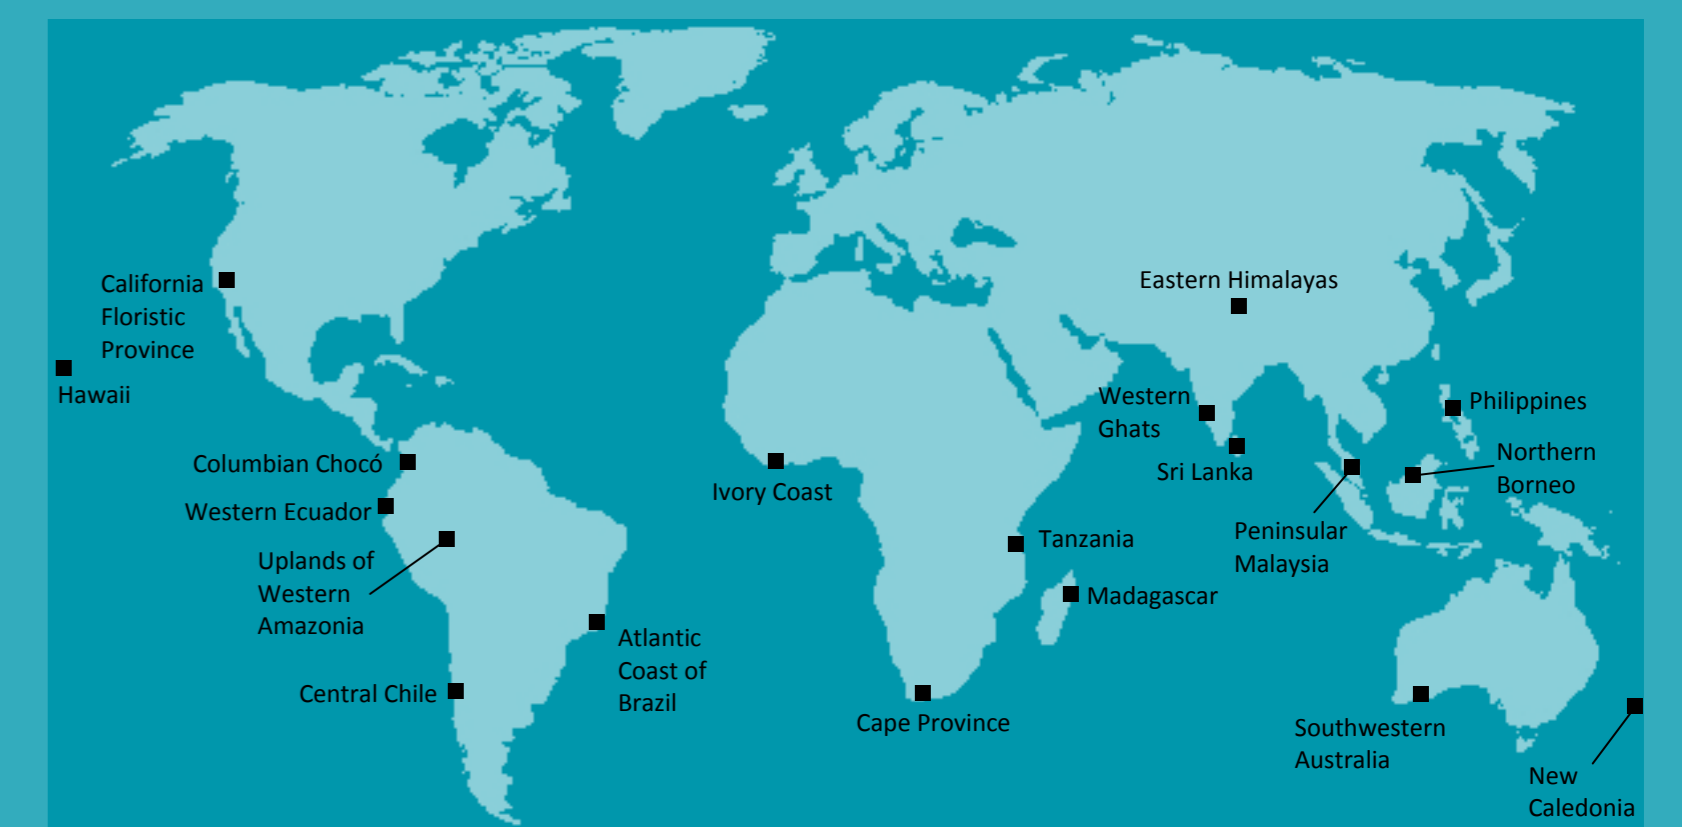 California
Floristic
Province
Hawaii
Columbian Chocó
Western Ecuador
Uplands of
Western
Amazonia
Central Chile
Atlantic
Coast of
Brazil
Ivory Coast
Tanzania
Madagascar
Cape Province
Eastern Himalayas
Western
Ghats
Sri Lanka
Philippines
Northern
Borneo
Peninsular
Malaysia
Southwestern
Australia
New
Caledonia